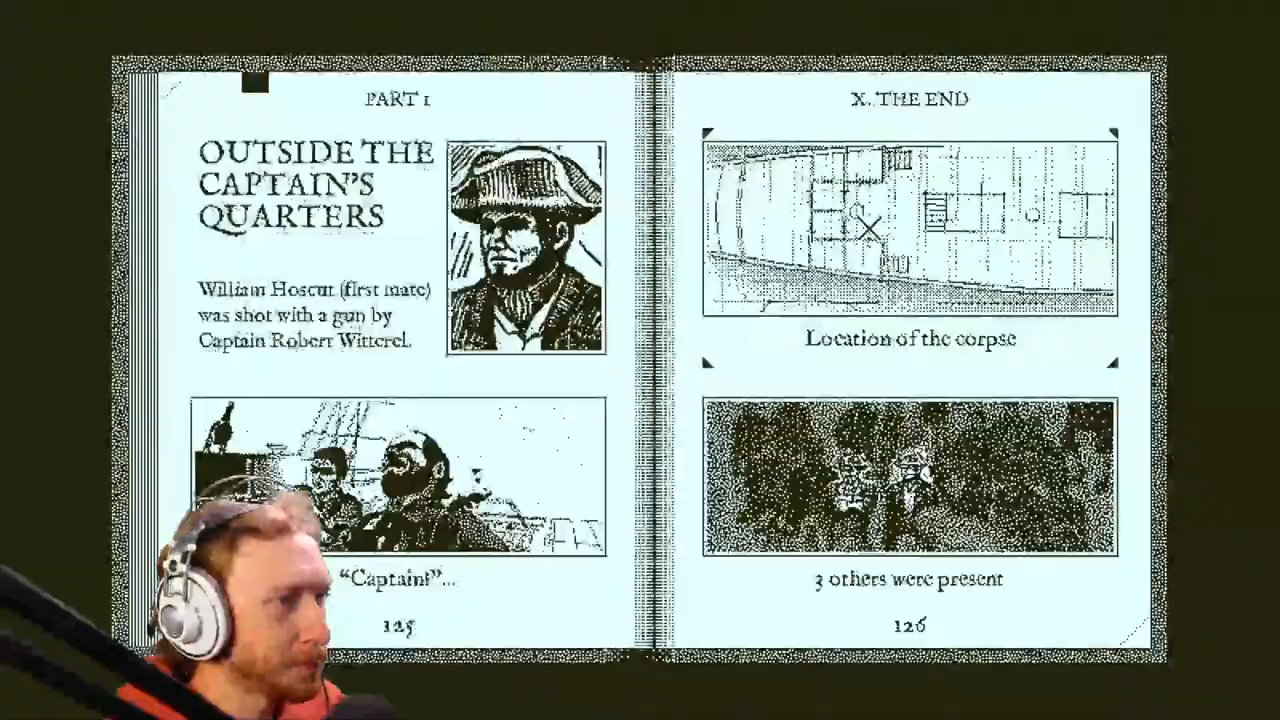 PART 1
OUTSIDE THE
CAPTAIN'S
QUARTERS
William Hoscut (first mate)
was shot with a gun by
Captain Robert Witterel.
"Captain!"...
125
X. THE END
Location of the corpse
3 others were present
126